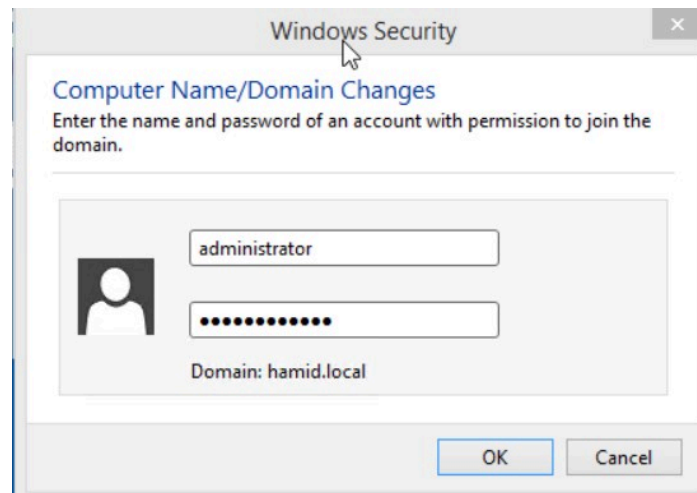 Windows Security
Computer Name/Domain Changes
Enter the name and password of an account with permission to join the
domain.
administrator
●●●●●●●●●●●●
Domain: hamid.local
OK Cancel